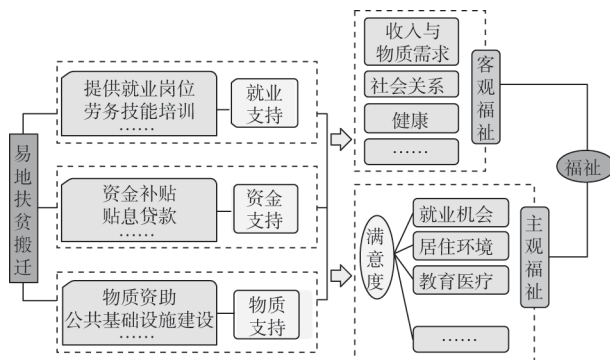 易地扶贫搬迁
提供就业岗位
劳务技能培训
……
就业
支持
资金补贴
贴息贷款
……
资金
支持
物质资助
公共基础设施建设
……
物质
支持
收入与
物质需求
社会关系
健康
……
客观福祉
满意度
就业机会
居住环境
教育医疗
……
主观福祉
福祉